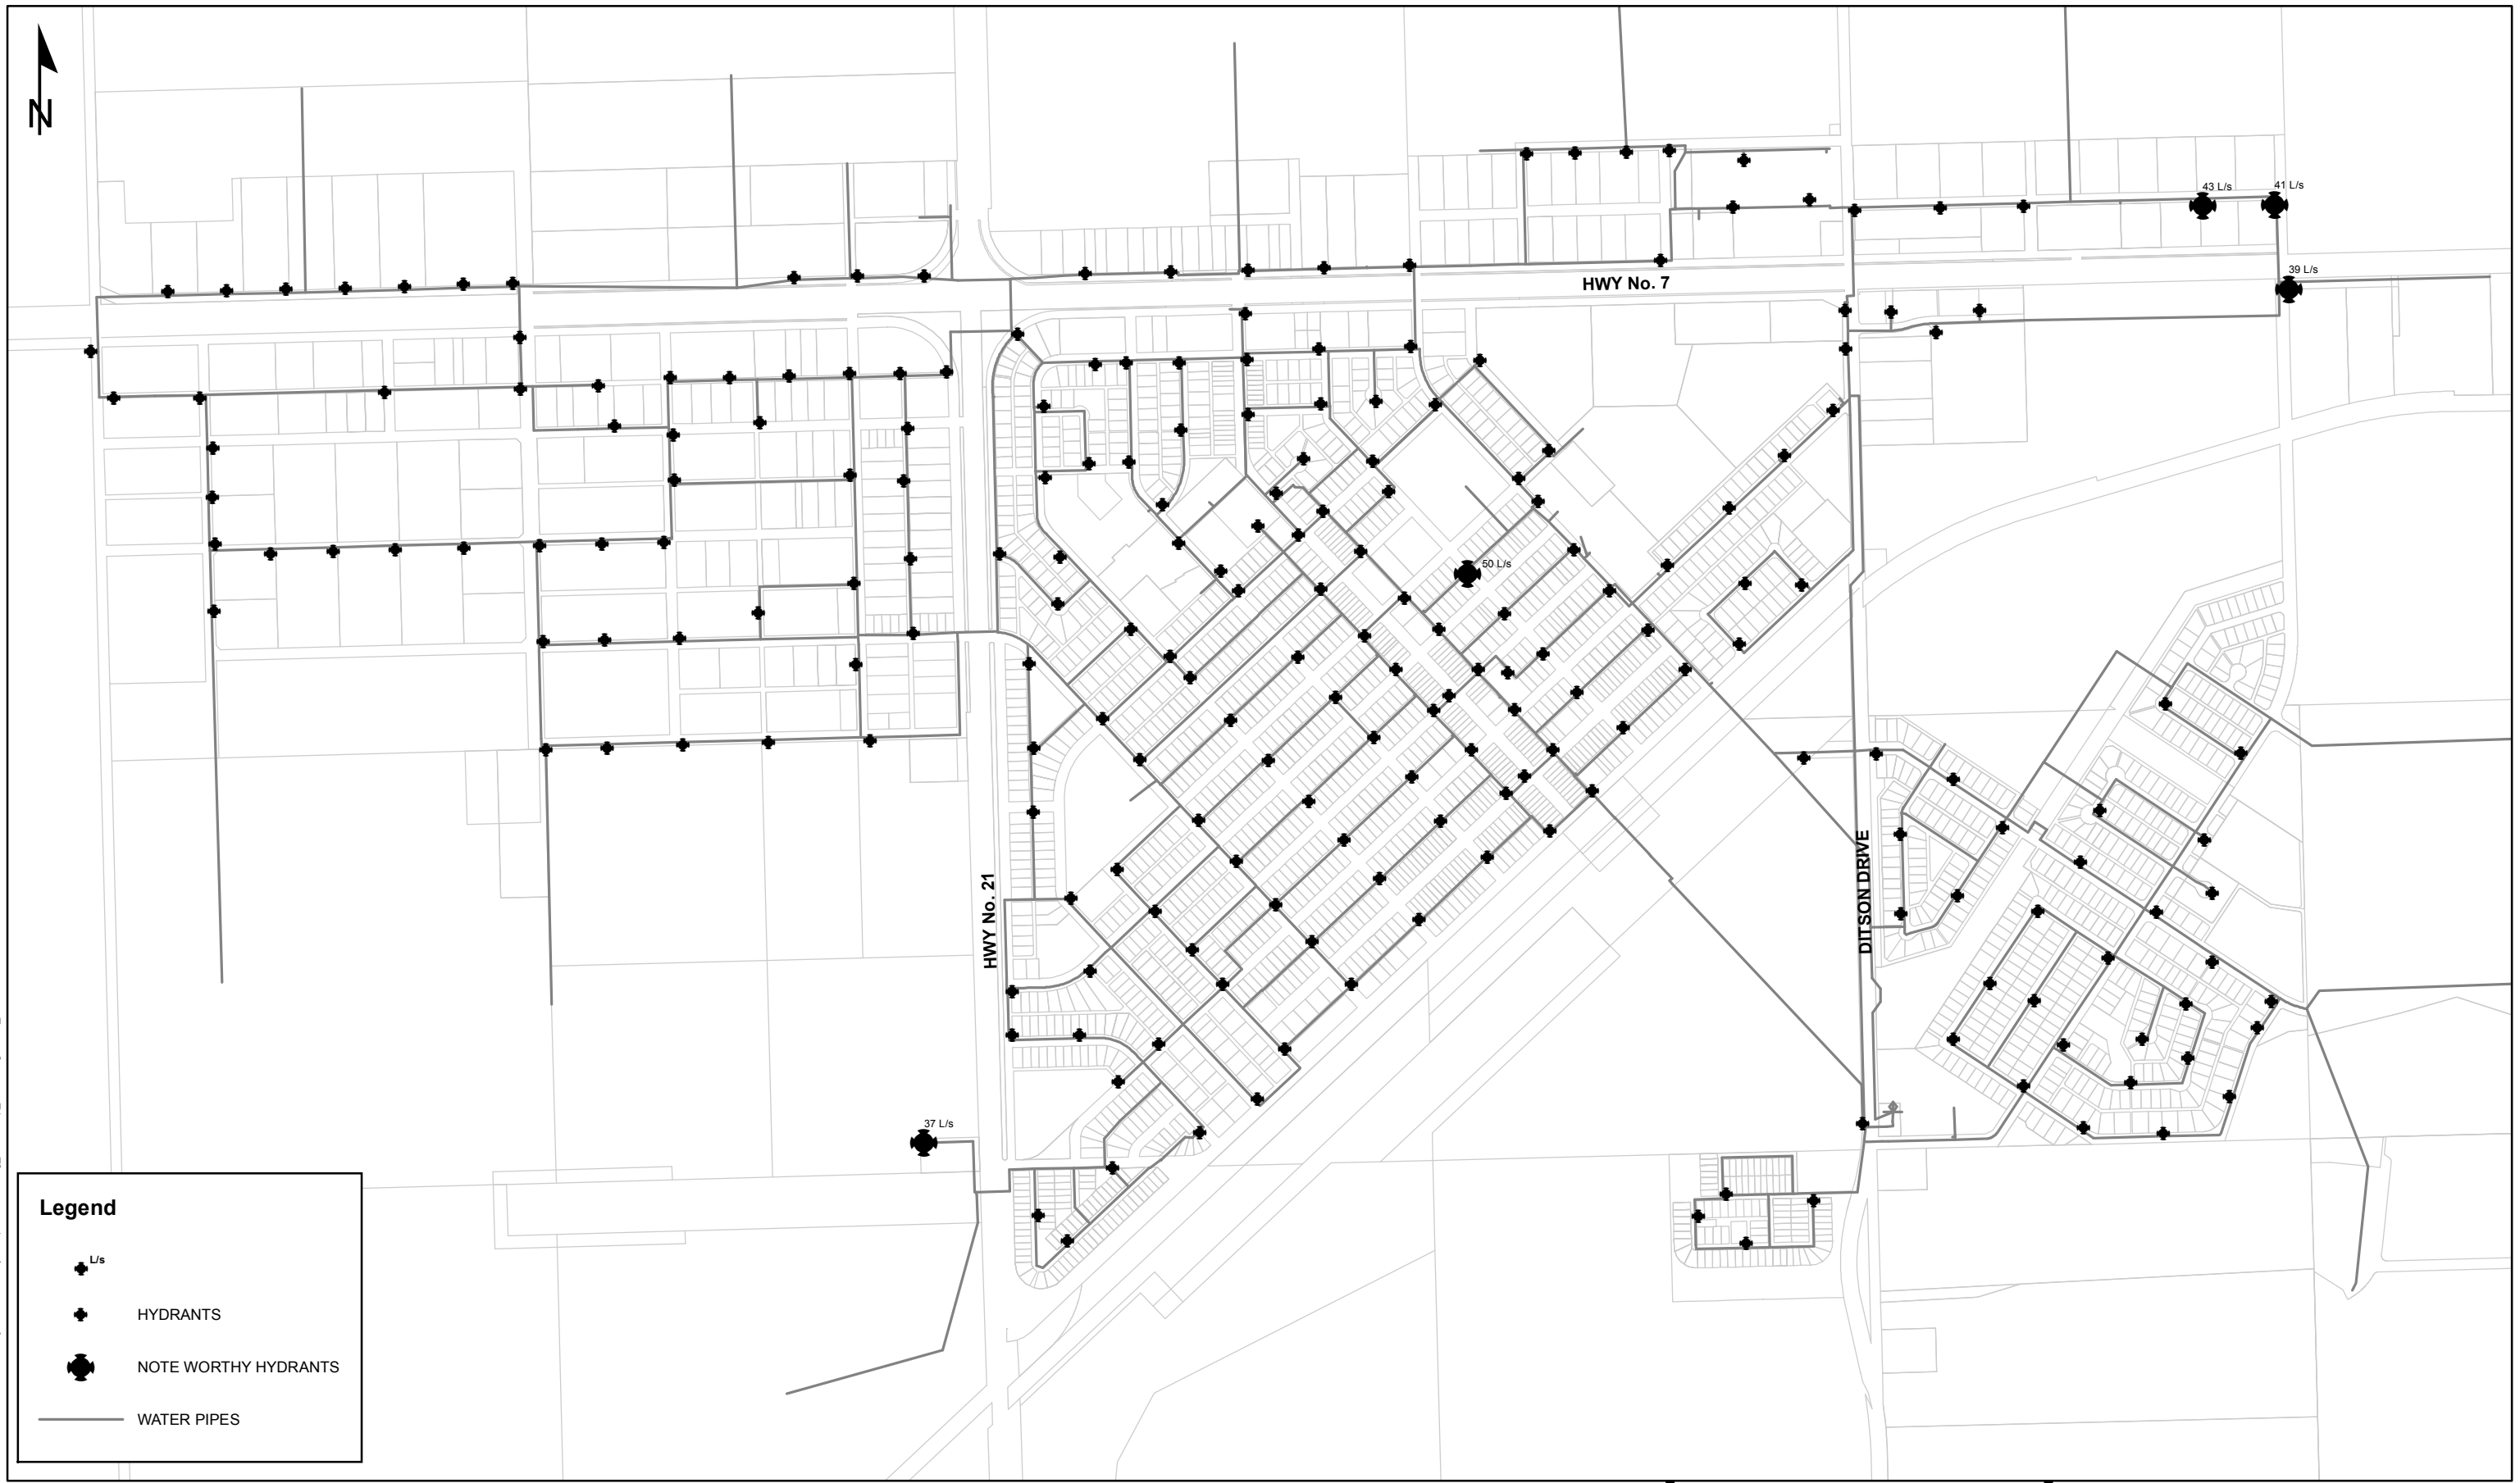 N
43 L/s
41 L/s
HWY No. 7
39 L/s
50 L/s
DITSON DRIVE
HWY No. 21
37 L/s
Legend
L/s
HYDRANTS
NOTE WORTHY HYDRANTS
WATER PIPES